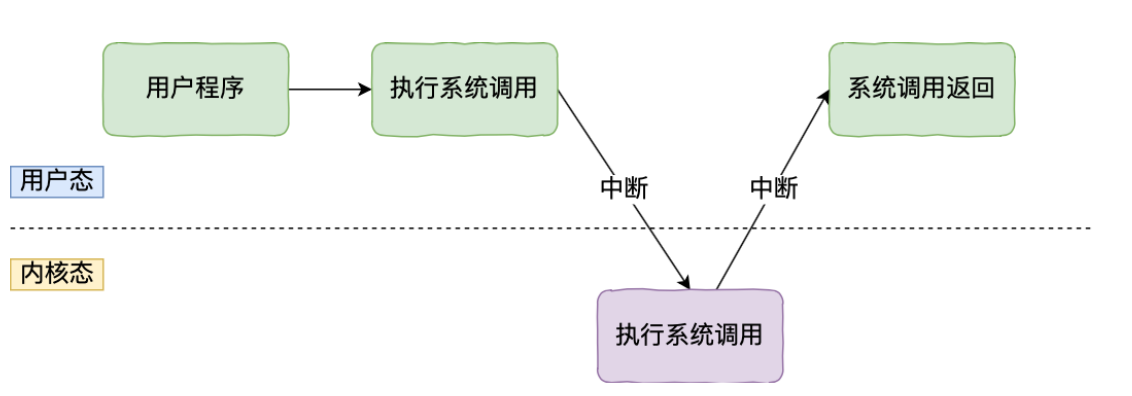 用户程序
执行系统调用
系统调用返回
用户态
中断
中断
内核态
执行系统调用